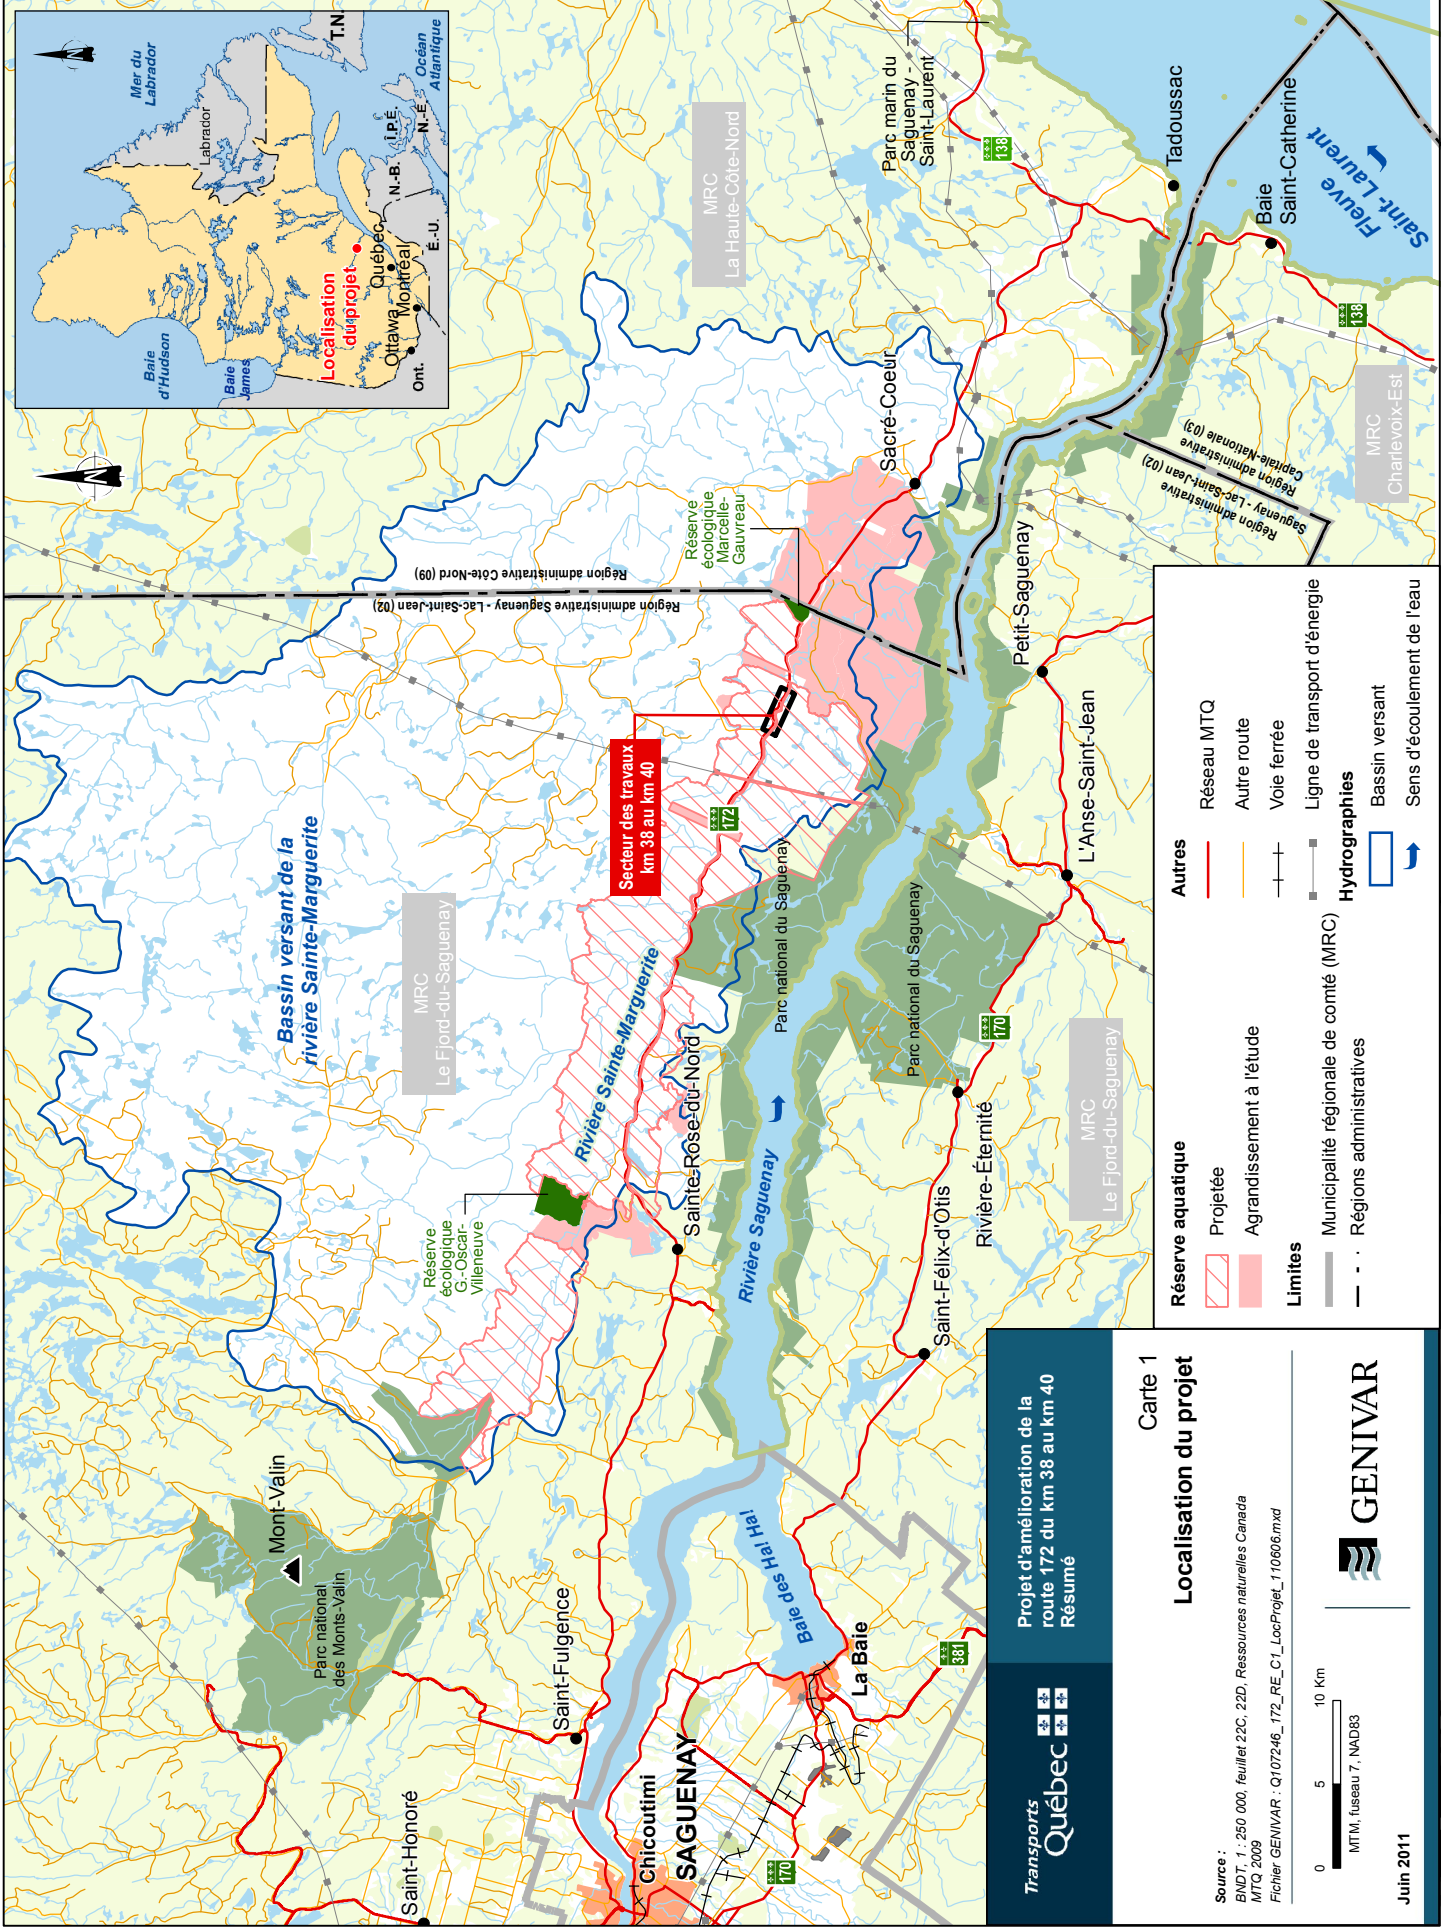 Mer du
Labrador
Labrador
T.N.
Océan
Atlantique
Baie
d'Hudson
Baie
James
Localisation
du projet
Québec
Ottawa
Montréal
Ont.
É.-U.
N.-B.
Î.P.É.
N.-É.
N
N
Parc marin du
Saguenay -
Saint-Laurent
138
Tadoussac
Baie
Saint-Catherine
Fleuve
Saint-Laurent
138
MRC
La Haute-Côte-Nord
MRC
Charlevoix-Est
Région administrative
Capitale-Nationale (03)
Région administrative
Saguenay - Lac-Saint-Jean (02)
Sacré-Coeur
Réserve
écologique
Marcelle-
Gauvreau
Région administrative Côte-Nord (09)
Région administrative Saguenay - Lac-Saint-Jean (02)
Petit-Saguenay
L'Anse-Saint-Jean
Secteur des travaux
km 38 au km 40
172
Bassin versant de la
rivière Sainte-Marguerite
MRC
Le Fjord-du-Saguenay
Rivière Sainte-Marguerite
Parc national du Saguenay
Parc national du Saguenay
170
Sainte-Rose-du-Nord
Rivière Saguenay
Rivière-Éternité
MRC
Le Fjord-du-Saguenay
Saint-Félix-d'Otis
Réserve
écologique
G.-Oscar-
Villeneuve
Mont-Valin
Parc national
des Monts-Valin
Saint-Fulgence
Baie des Ha! Ha!
La Baie
381
Saint-Honoré
Chicoutimi
SAGUENAY
170
Réserve aquatique
Projetée
Agrandissement à l'étude
Limites
Municipalité régionale de comté (MRC)
Régions administratives
Autres
Réseau MTQ
Autre route
Voie ferrée
Ligne de transport d'énergie
Hydrographies
Bassin versant
Sens d'écoulement de l'eau
Transports
Québec
Projet d'amélioration de la
route 172 du km 38 au km 40
Résumé
Carte 1
Localisation du projet
Source :
BNDT, 1 : 250 000, feuillet 22C, 22D, Ressources naturelles Canada
MTQ 2009
Fichier GENIVAR : Q107246_172_RE_C1_LocProjet_110606.mxd
0 5 10 Km
MTM, fuseau 7, NAD83
GENIVAR
Juin 2011